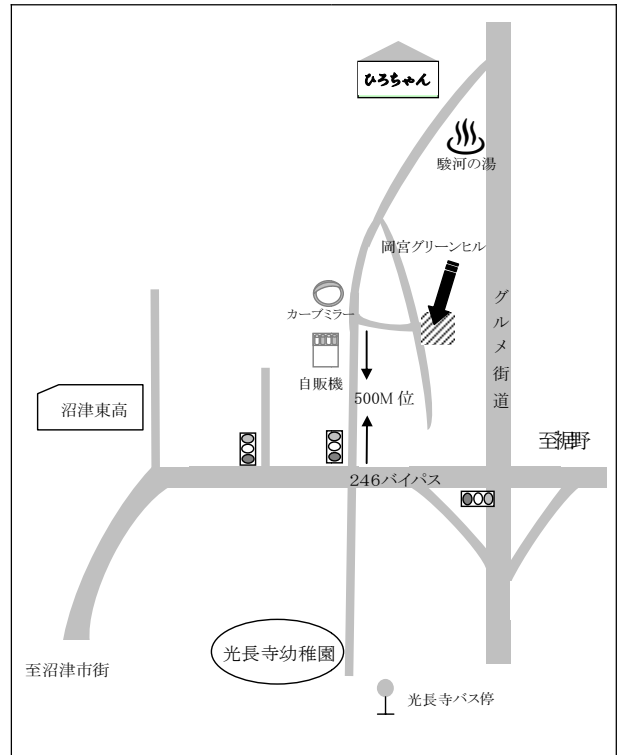 ひろちゃん
駿河の湯
岡宮グリーンヒル
カーブミラー
グルメ街道
自販機
500M 位
沼津東高
至裾野
246バイパス
光長寺幼稚園
至沼津市街
光長寺バス停